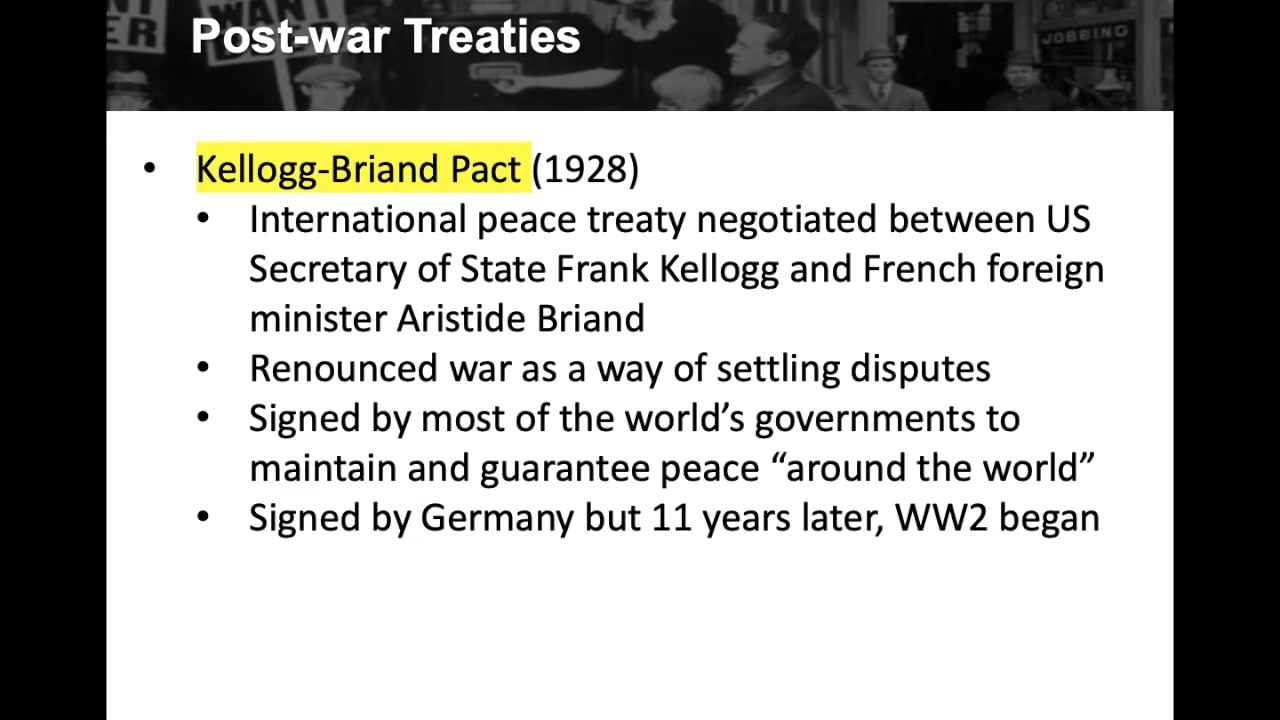 WANT
Post-war Treaties
JOBBING
• Kellogg-Briand Pact (1928)
• International peace treaty negotiated between US
Secretary of State Frank Kellogg and French foreign
minister Aristide Briand
• Renounced war as a way of settling disputes
• Signed by most of the world’s governments to
maintain and guarantee peace “around the world”
• Signed by Germany but 11 years later, WW2 began